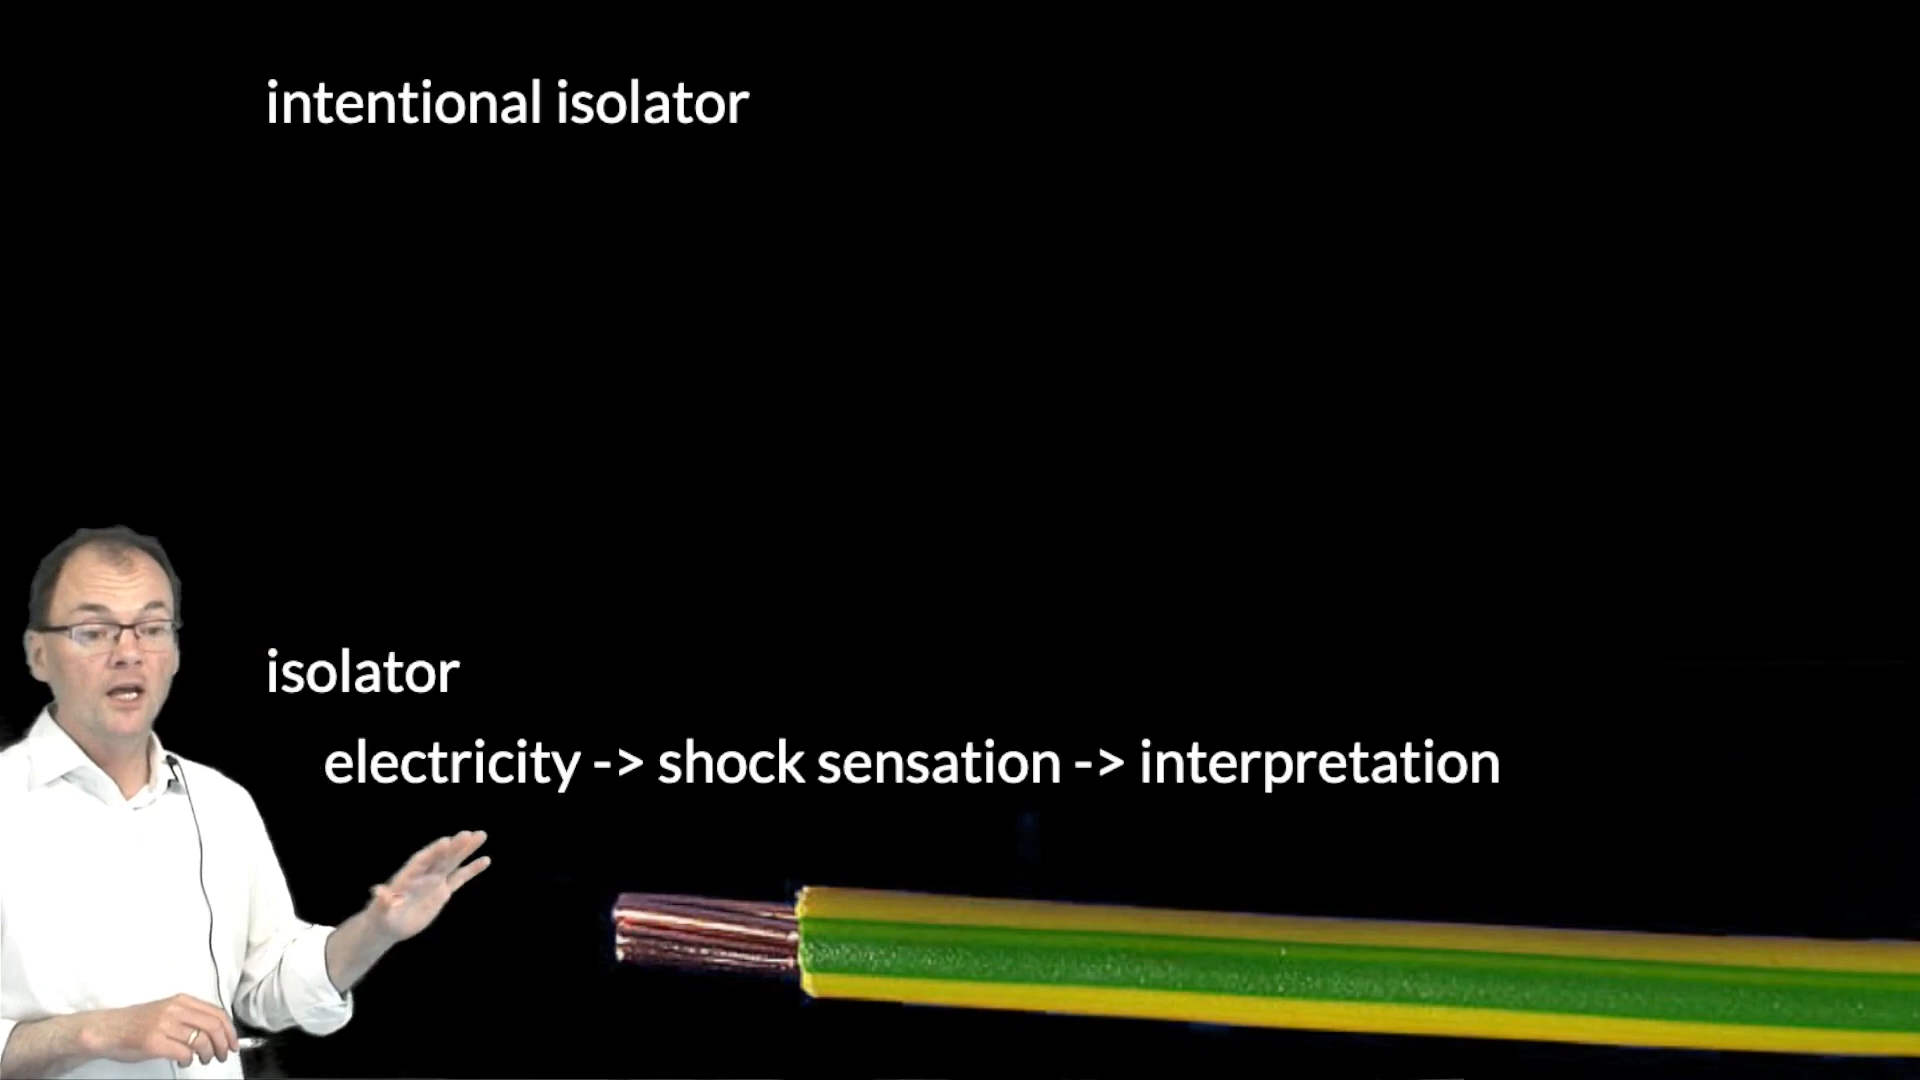 intentional isolator
isolator
electricity -> shock sensation -> interpretation